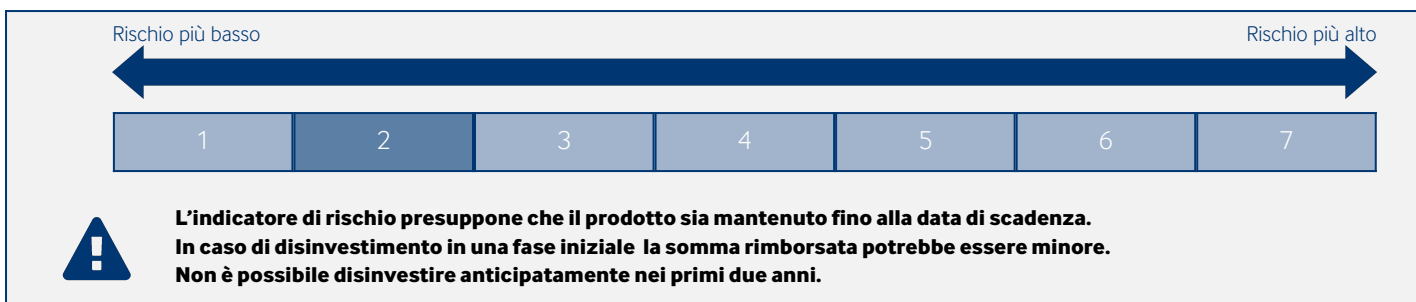 Rischio più basso
Rischio più alto
1 2 3 4 5 6 7
L'indicatore di rischio presuppone che il prodotto sia mantenuto fino alla data di scadenza.
In caso di disinvestimento in una fase iniziale la somma rimborsata potrebbe essere minore.
Non è possibile disinvestire anticipatamente nei primi due anni.